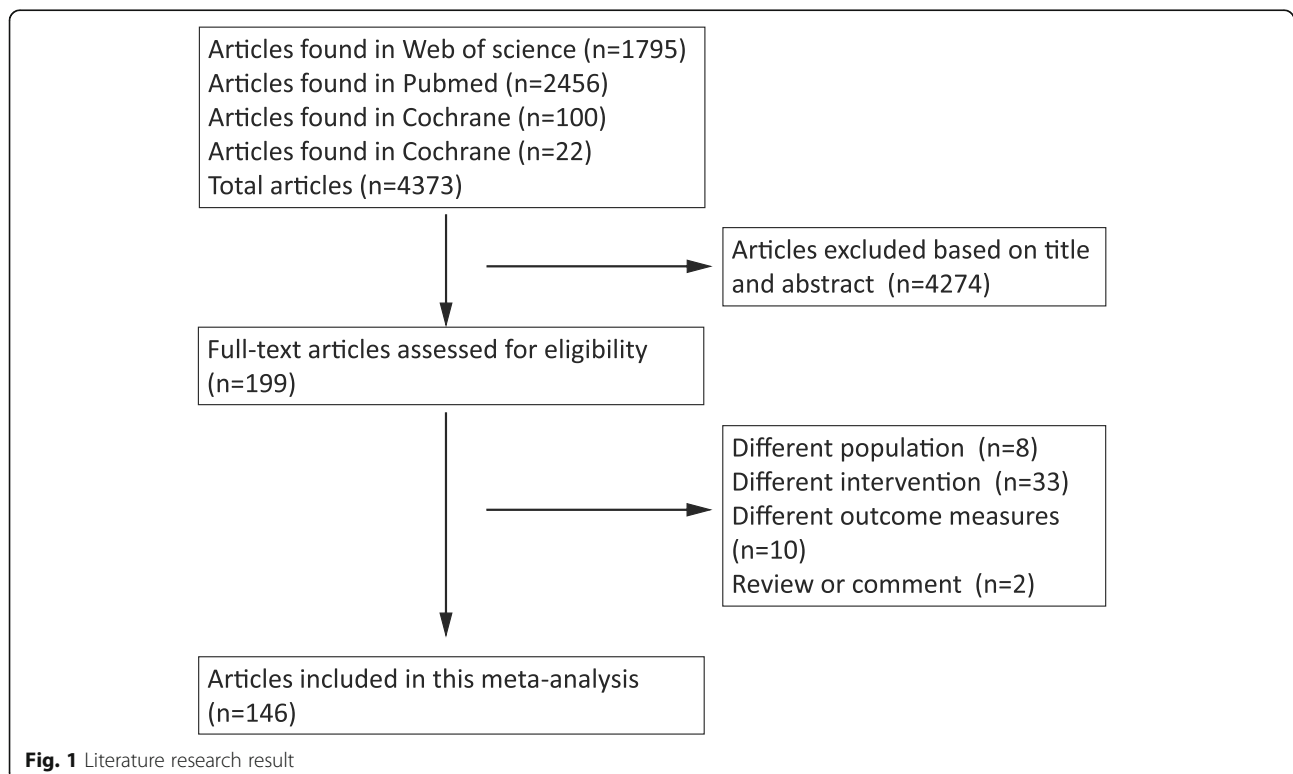 Articles found in Web of science (n=1795)
Articles found in Pubmed (n=2456)
Articles found in Cochrane (n=100)
Articles found in Cochrane (n=22)
Total articles (n=4373)
Articles excluded based on title
and abstract (n=4274)
Full-text articles assessed for eligibility
(n=199)
Different population (n=8)
Different intervention (n=33)
Different outcome measures
(n=10)
Review or comment (n=2)
Articles included in this meta-analysis
(n=146)
Fig. 1 Literature research result